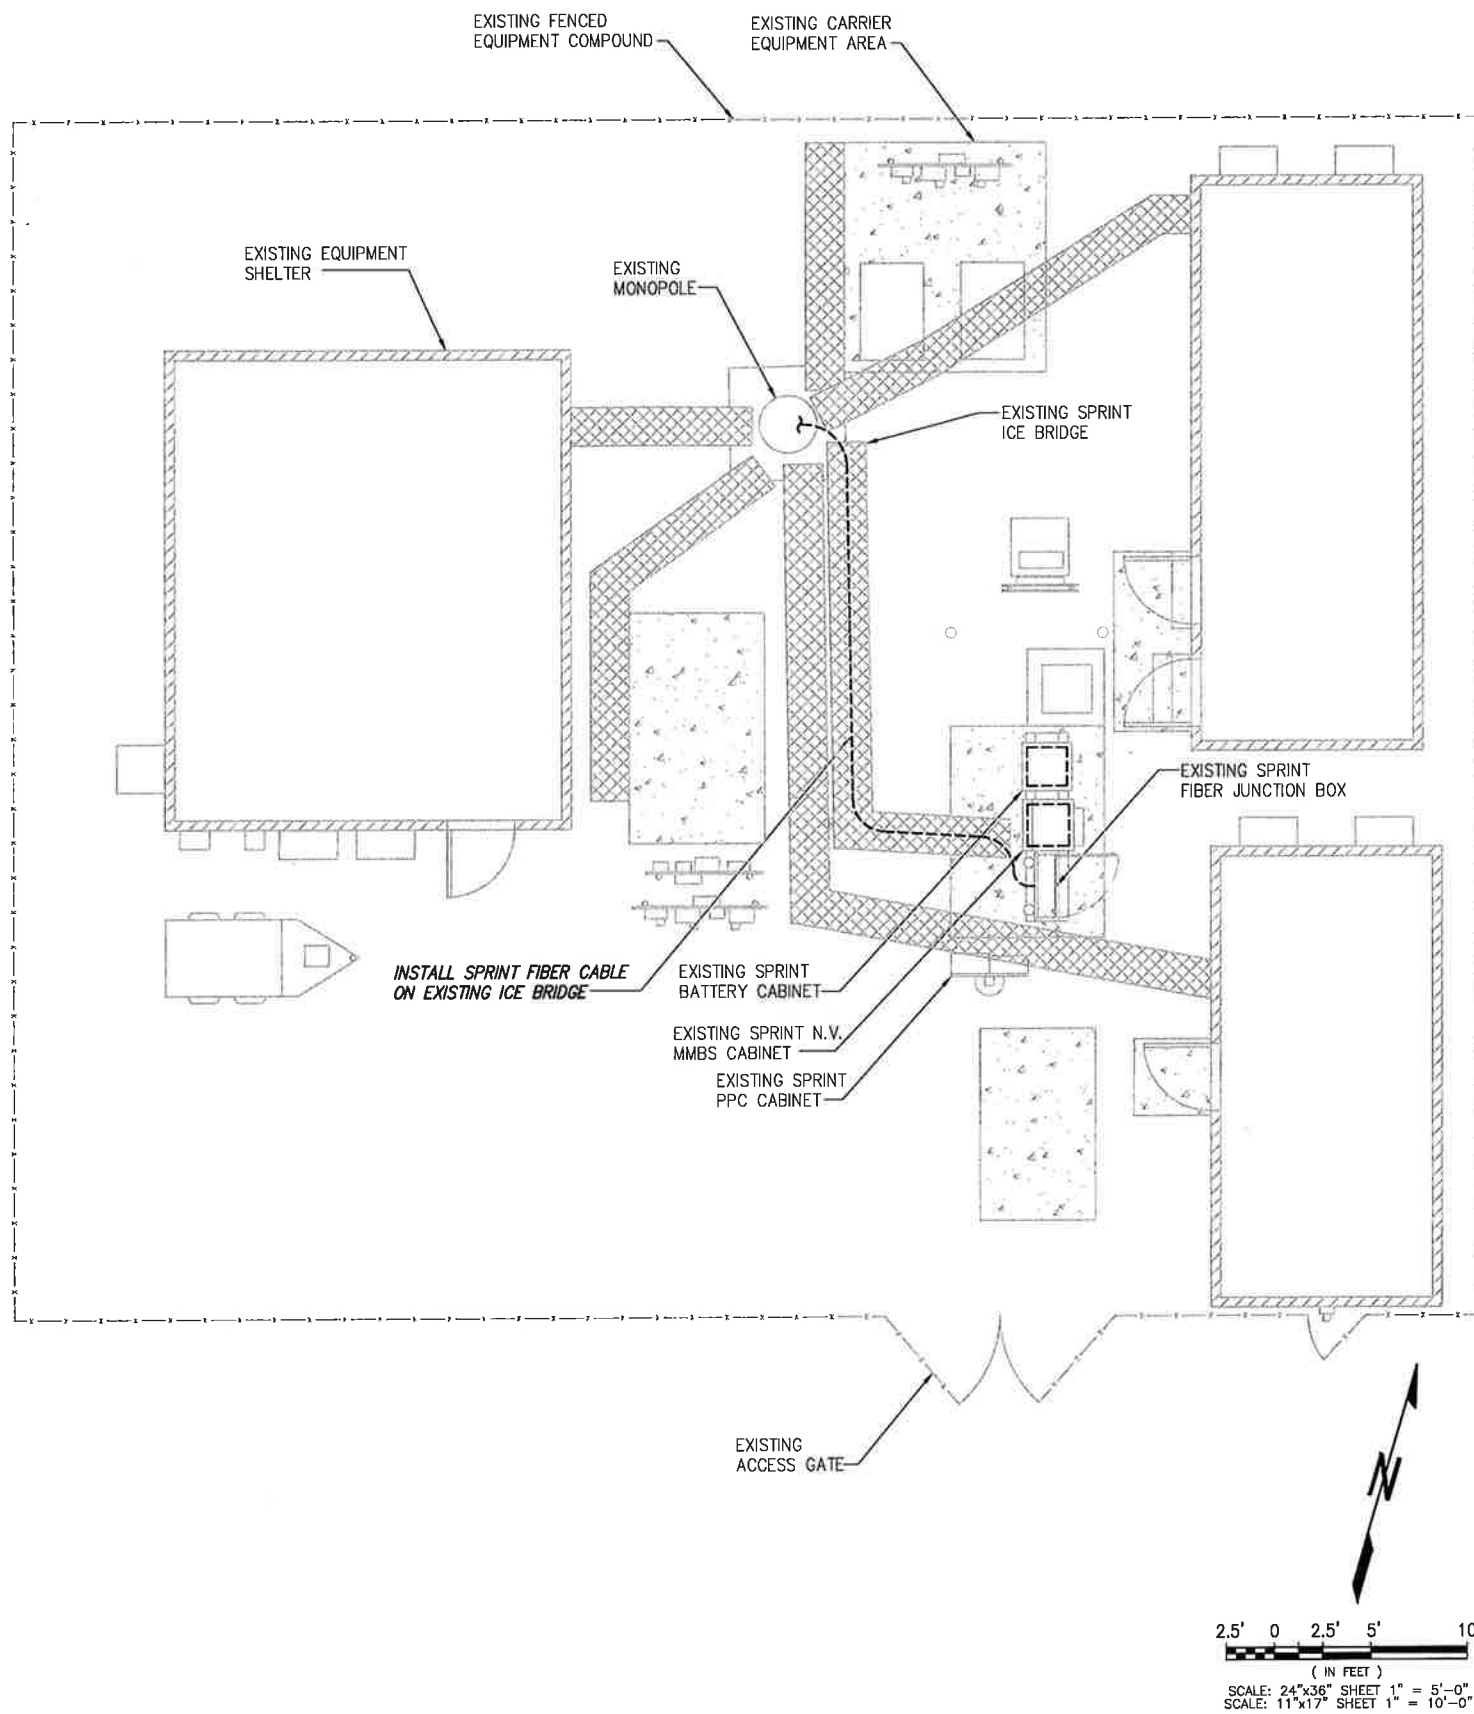 EXISTING FENCED
EQUIPMENT COMPOUND
EXISTING CARRIER
EQUIPMENT AREA
EXISTING EQUIPMENT
SHELTER
EXISTING
MONOPOLE
EXISTING SPRINT
ICE BRIDGE
EXISTING SPRINT
FIBER JUNCTION BOX
INSTALL SPRINT FIBER CABLE
ON EXISTING ICE BRIDGE
EXISTING SPRINT
BATTERY CABINET
EXISTING SPRINT N.V.
MMBS CABINET
EXISTING SPRINT
PPC CABINET
EXISTING
ACCESS GATE
N
2.5' 0 2.5' 5' 10
( IN FEET )
SCALE: 24"x36" SHEET 1" = 5'-0"
SCALE: 11"x17" SHEET 1" = 10'-0"